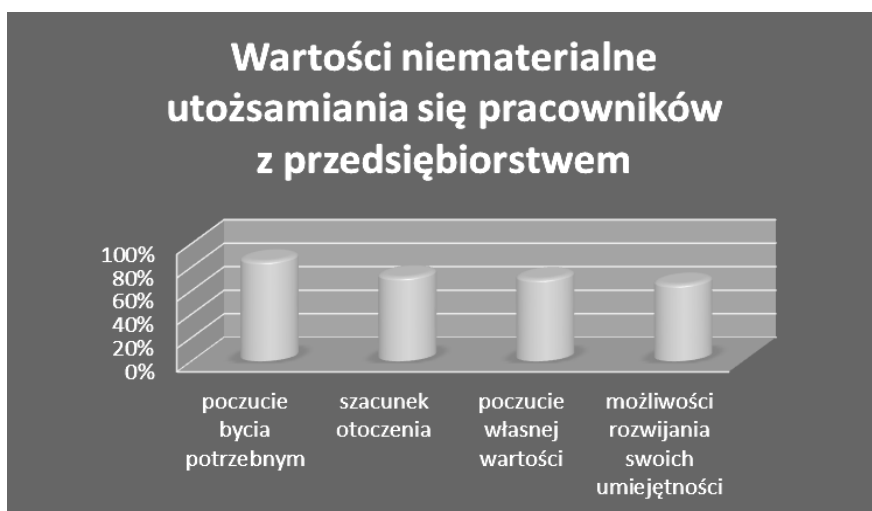 Wartości niematerialne
utożsamiania się pracowników
z przedsiębiorstwem
100%
80%
60%
40%
20%
0%
poczucie
bycia
potrzebnym
szacunek
otoczenia
poczucie
własnej
wartości
możliwości
rozwijania
swoich
umiejętności